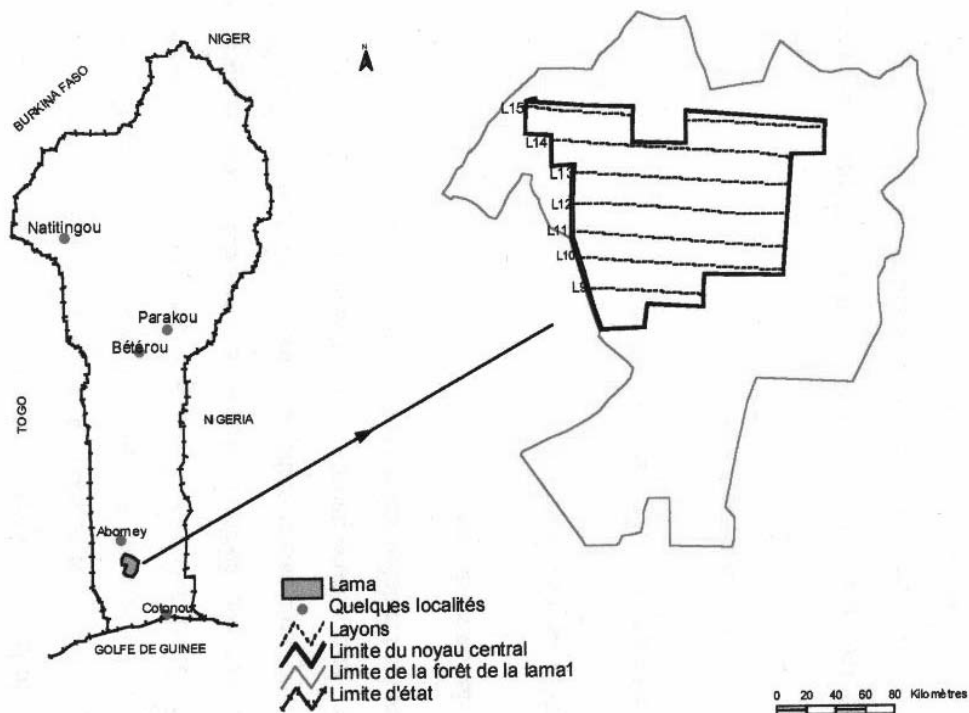 NIGER
N
BURKINA FASO
L15
L14
L13
L12
L11
L10
L9
Natitingou
Parakou
Bétérou
TOGO
NIGERIA
Abomey
Cotonou
GOLFE DE GUINEE
Lama
Quelques localités
Layons
Limite du noyau central
Limite de la forêt de la lama1
Limite d'état
0 20 40 60 80 Kilomètres